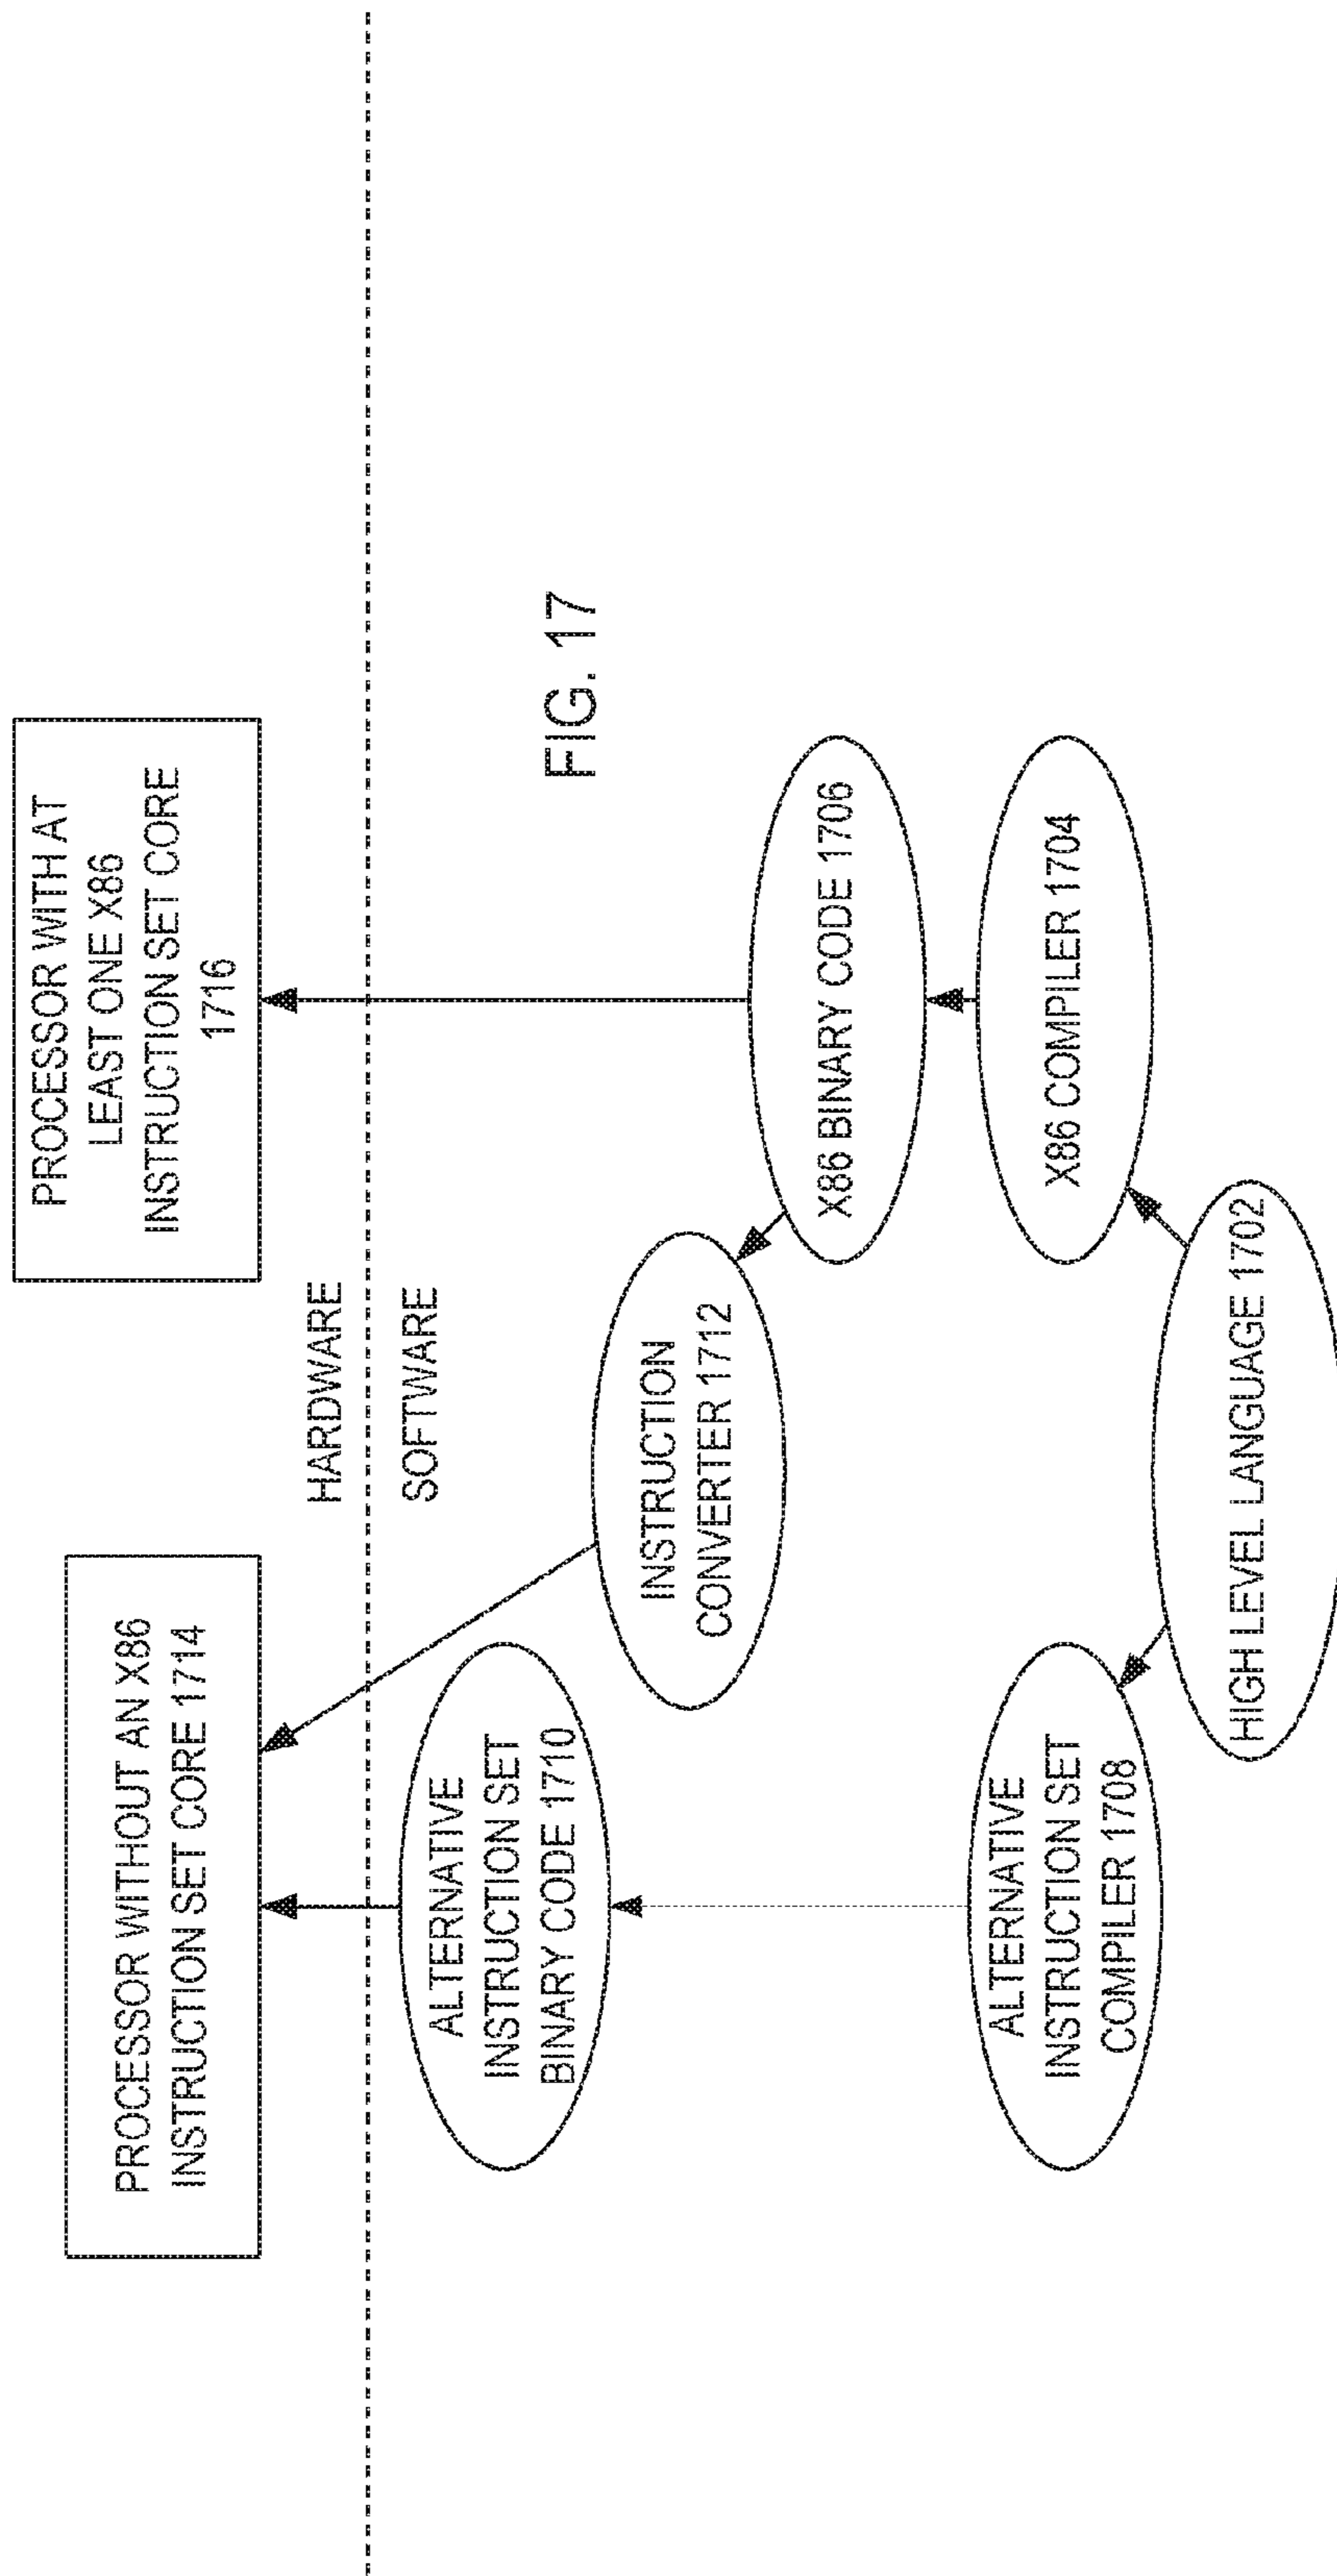 PROCESSOR WITHOUT AN X86
INSTRUCTION SET CORE 1714
PROCESSOR WITH AT
LEAST ONE X86
INSTRUCTION SET CORE
1716
HARDWARE
SOFTWARE
ALTERNATIVE
INSTRUCTION SET
BINARY CODE 1710
FIG. 17
INSTRUCTION
CONVERTER 1712
X86 BINARY CODE 1706
ALTERNATIVE
INSTRUCTION SET
COMPILER 1708
X86 COMPILER 1704
HIGH LEVEL LANGUAGE 1702